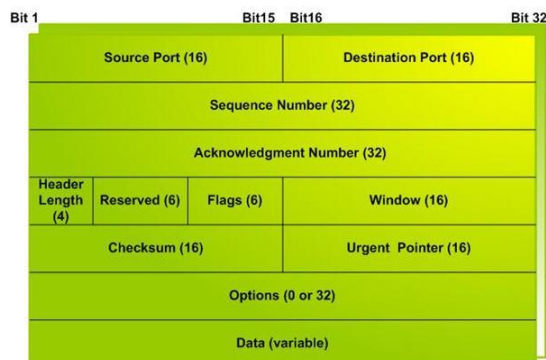 Bit 1 Bit15 Bit16 Bit 32
Source Port (16) Destination Port (16)
Sequence Number (32)
Acknowledgment Number (32)
Header
Length
(4)
Reserved (6) Flags (6) Window (16)
Checksum (16) Urgent Pointer (16)
Options (0 or 32)
Data (variable)